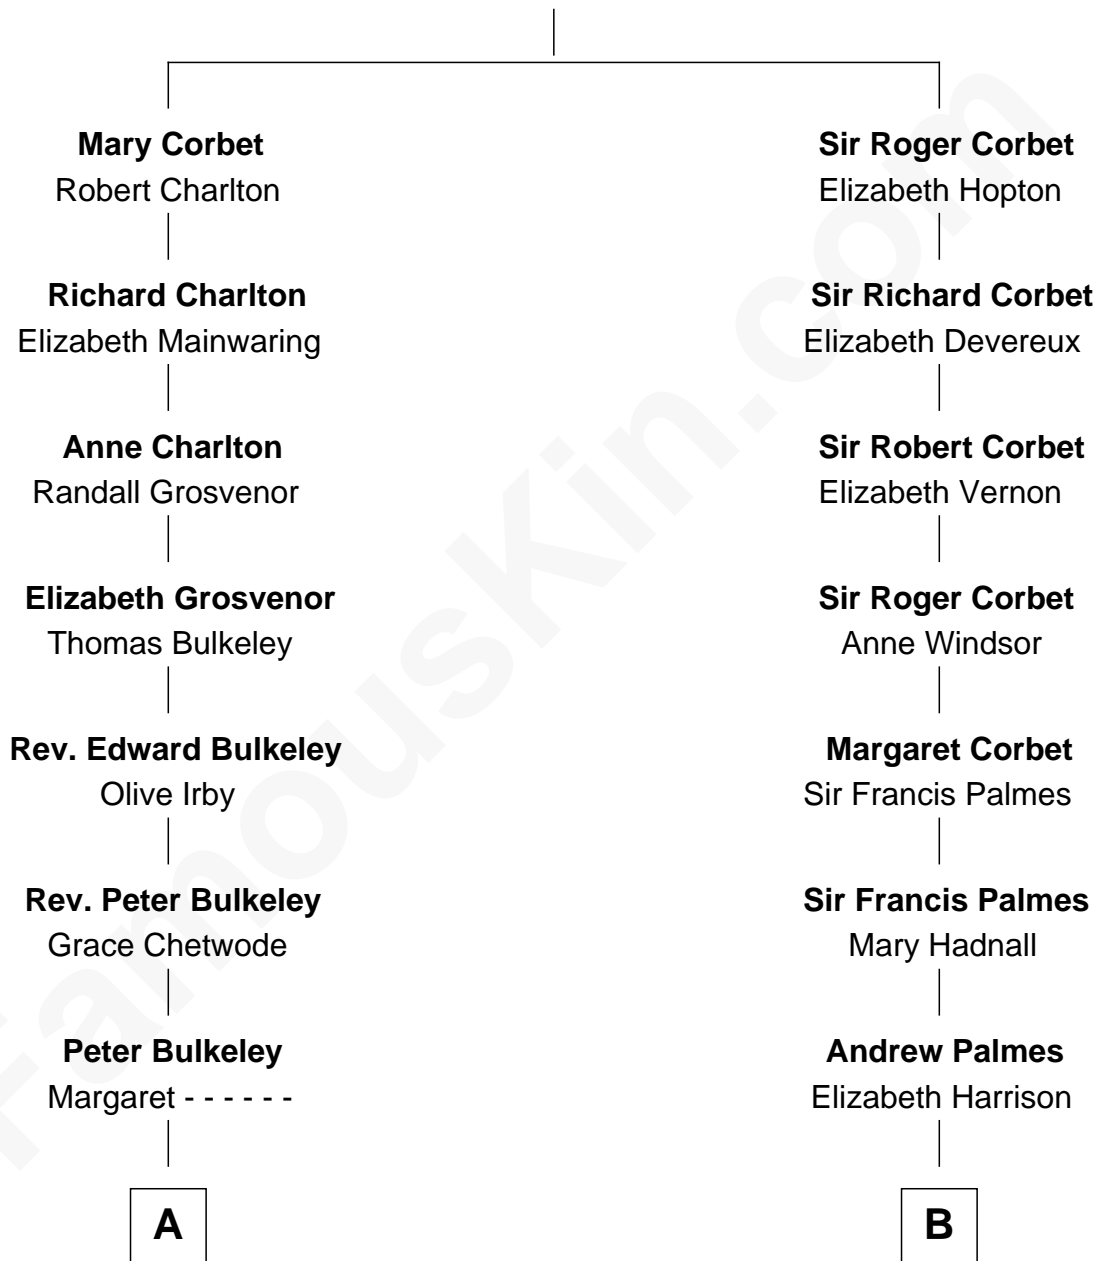 Mary Corbet
Robert Charlton
Richard Charlton
Elizabeth Mainwaring
Anne Charlton
Randall Grosvenor
Elizabeth Grosvenor
Thomas Bulkeley
Rev. Edward Bulkeley
Olive Irby
Rev. Peter Bulkeley
Grace Chetwode
Peter Bulkeley
Margaret - - - - - -
A
Sir Roger Corbet
Elizabeth Hopton
Sir Richard Corbet
Elizabeth Devereux
Sir Robert Corbet
Elizabeth Vernon
Sir Roger Corbet
Anne Windsor
Margaret Corbet
Sir Francis Palmes
Sir Francis Palmes
Mary Hadnall
Andrew Palmes
Elizabeth Harrison
B
FamousKin.com